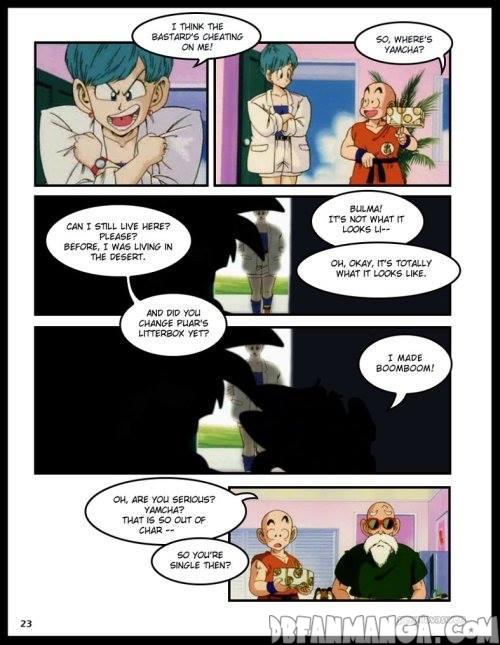 I THINK THE
BASTARD'S CHEATING
ON ME!
SO, WHERE'S
YAMCHA?
BULMA!
IT'S NOT WHAT IT
LOOKS LI--
CAN I STILL LIVE HERE?
PLEASE?
BEFORE, I WAS LIVING IN
THE DESERT.
OH, OKAY, IT'S TOTALLY
WHAT IT LOOKS LIKE.
AND DID YOU
CHANGE PUAR'S
LITTERBOX YET?
I MADE
BOOMBOOM!
OH, ARE YOU SERIOUS?
YAMCHA?
THAT IS SO OUT OF
CHAR --
SO YOU'RE
SINGLE THEN?
23
DBFANMANGA.COM